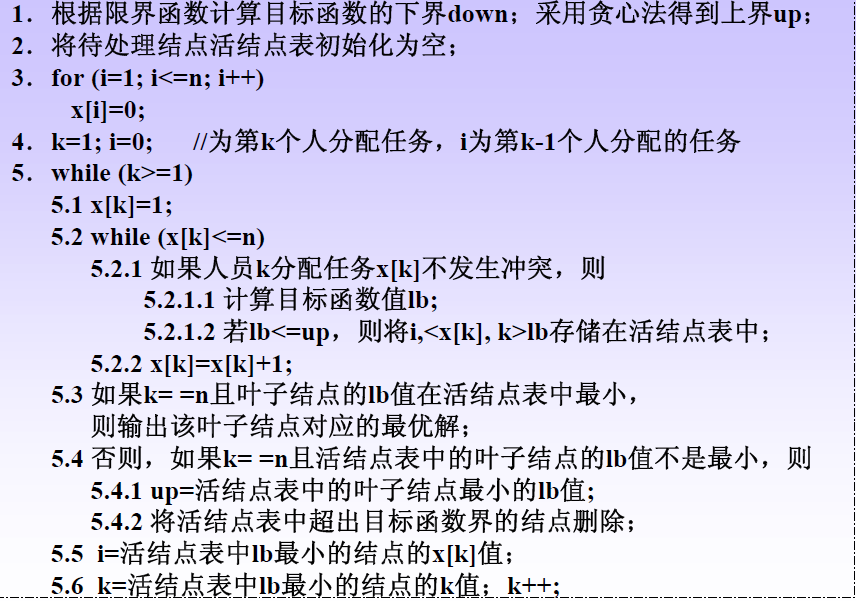 1. 根据限界函数计算目标函数的下界down；采用贪心法得到上界up；
2. 将待处理结点活结点表初始化为空；
3. for (i=1; i<=n; i++)
x[i]=0;
4. k=1; i=0; //为第k个人分配任务，i为第k-1个人分配的任务
5. while (k>=1)
5.1 x[k]=1;
5.2 while (x[k]<=n)
5.2.1 如果人员k分配任务x[k]不发生冲突，则
5.2.1.1 计算目标函数值lb;
5.2.1.2 若lb<=up，则将i,<x[k], k>lb存储在活结点表中；
5.2.2 x[k]=x[k]+1;
5.3 如果k= =n且叶子结点的lb值在活结点表中最小，
则输出该叶子结点对应的最优解；
5.4 否则，如果k= =n且活结点表中的叶子结点的lb值不是最小，则
5.4.1 up=活结点表中的叶子结点最小的lb值；
5.4.2 将活结点表中超出目标函数界的结点删除；
5.5 i=活结点表中lb最小的结点的x[k]值；
5.6 k=活结点表中lb最小的结点的k值；k++;